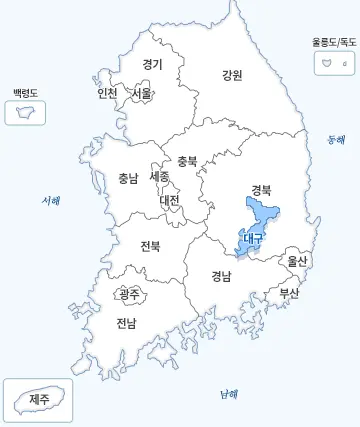 울릉도/독도
경기
강원
백령도
인천
서울
동해
충북
세종
충남
경북
대전
서해
대구
전북
울산
경남
광주
부산
전남
남해
제주